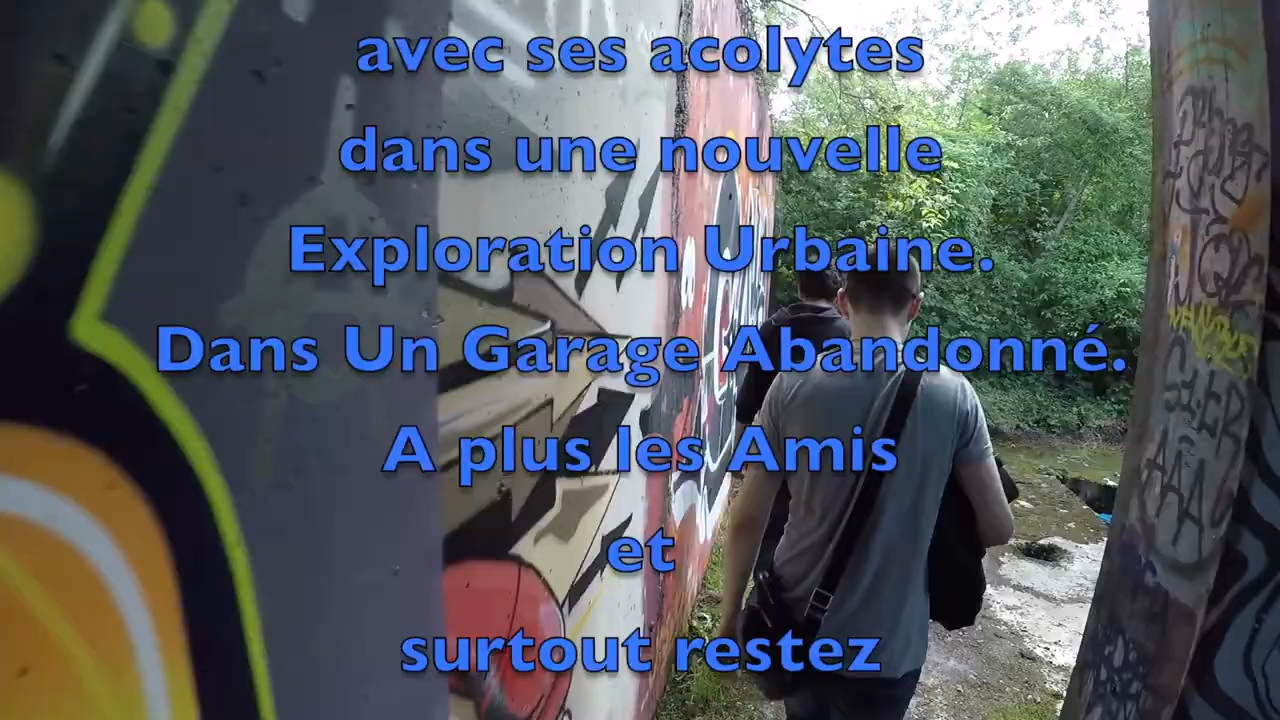 avec ses acolytes
dans une nouvelle
Exploration Urbaine.
Dans Un Garage Abandonné.
A plus les Amis
et
surtout restez